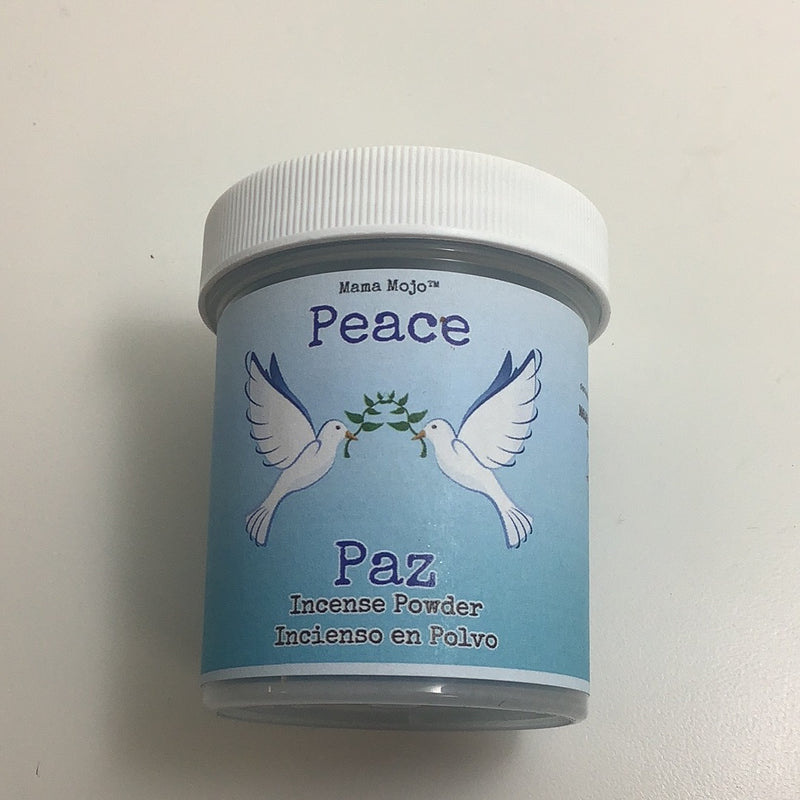 Mama Mojo™
Peace
Paz
Incense Powder
Incienso en Polvo